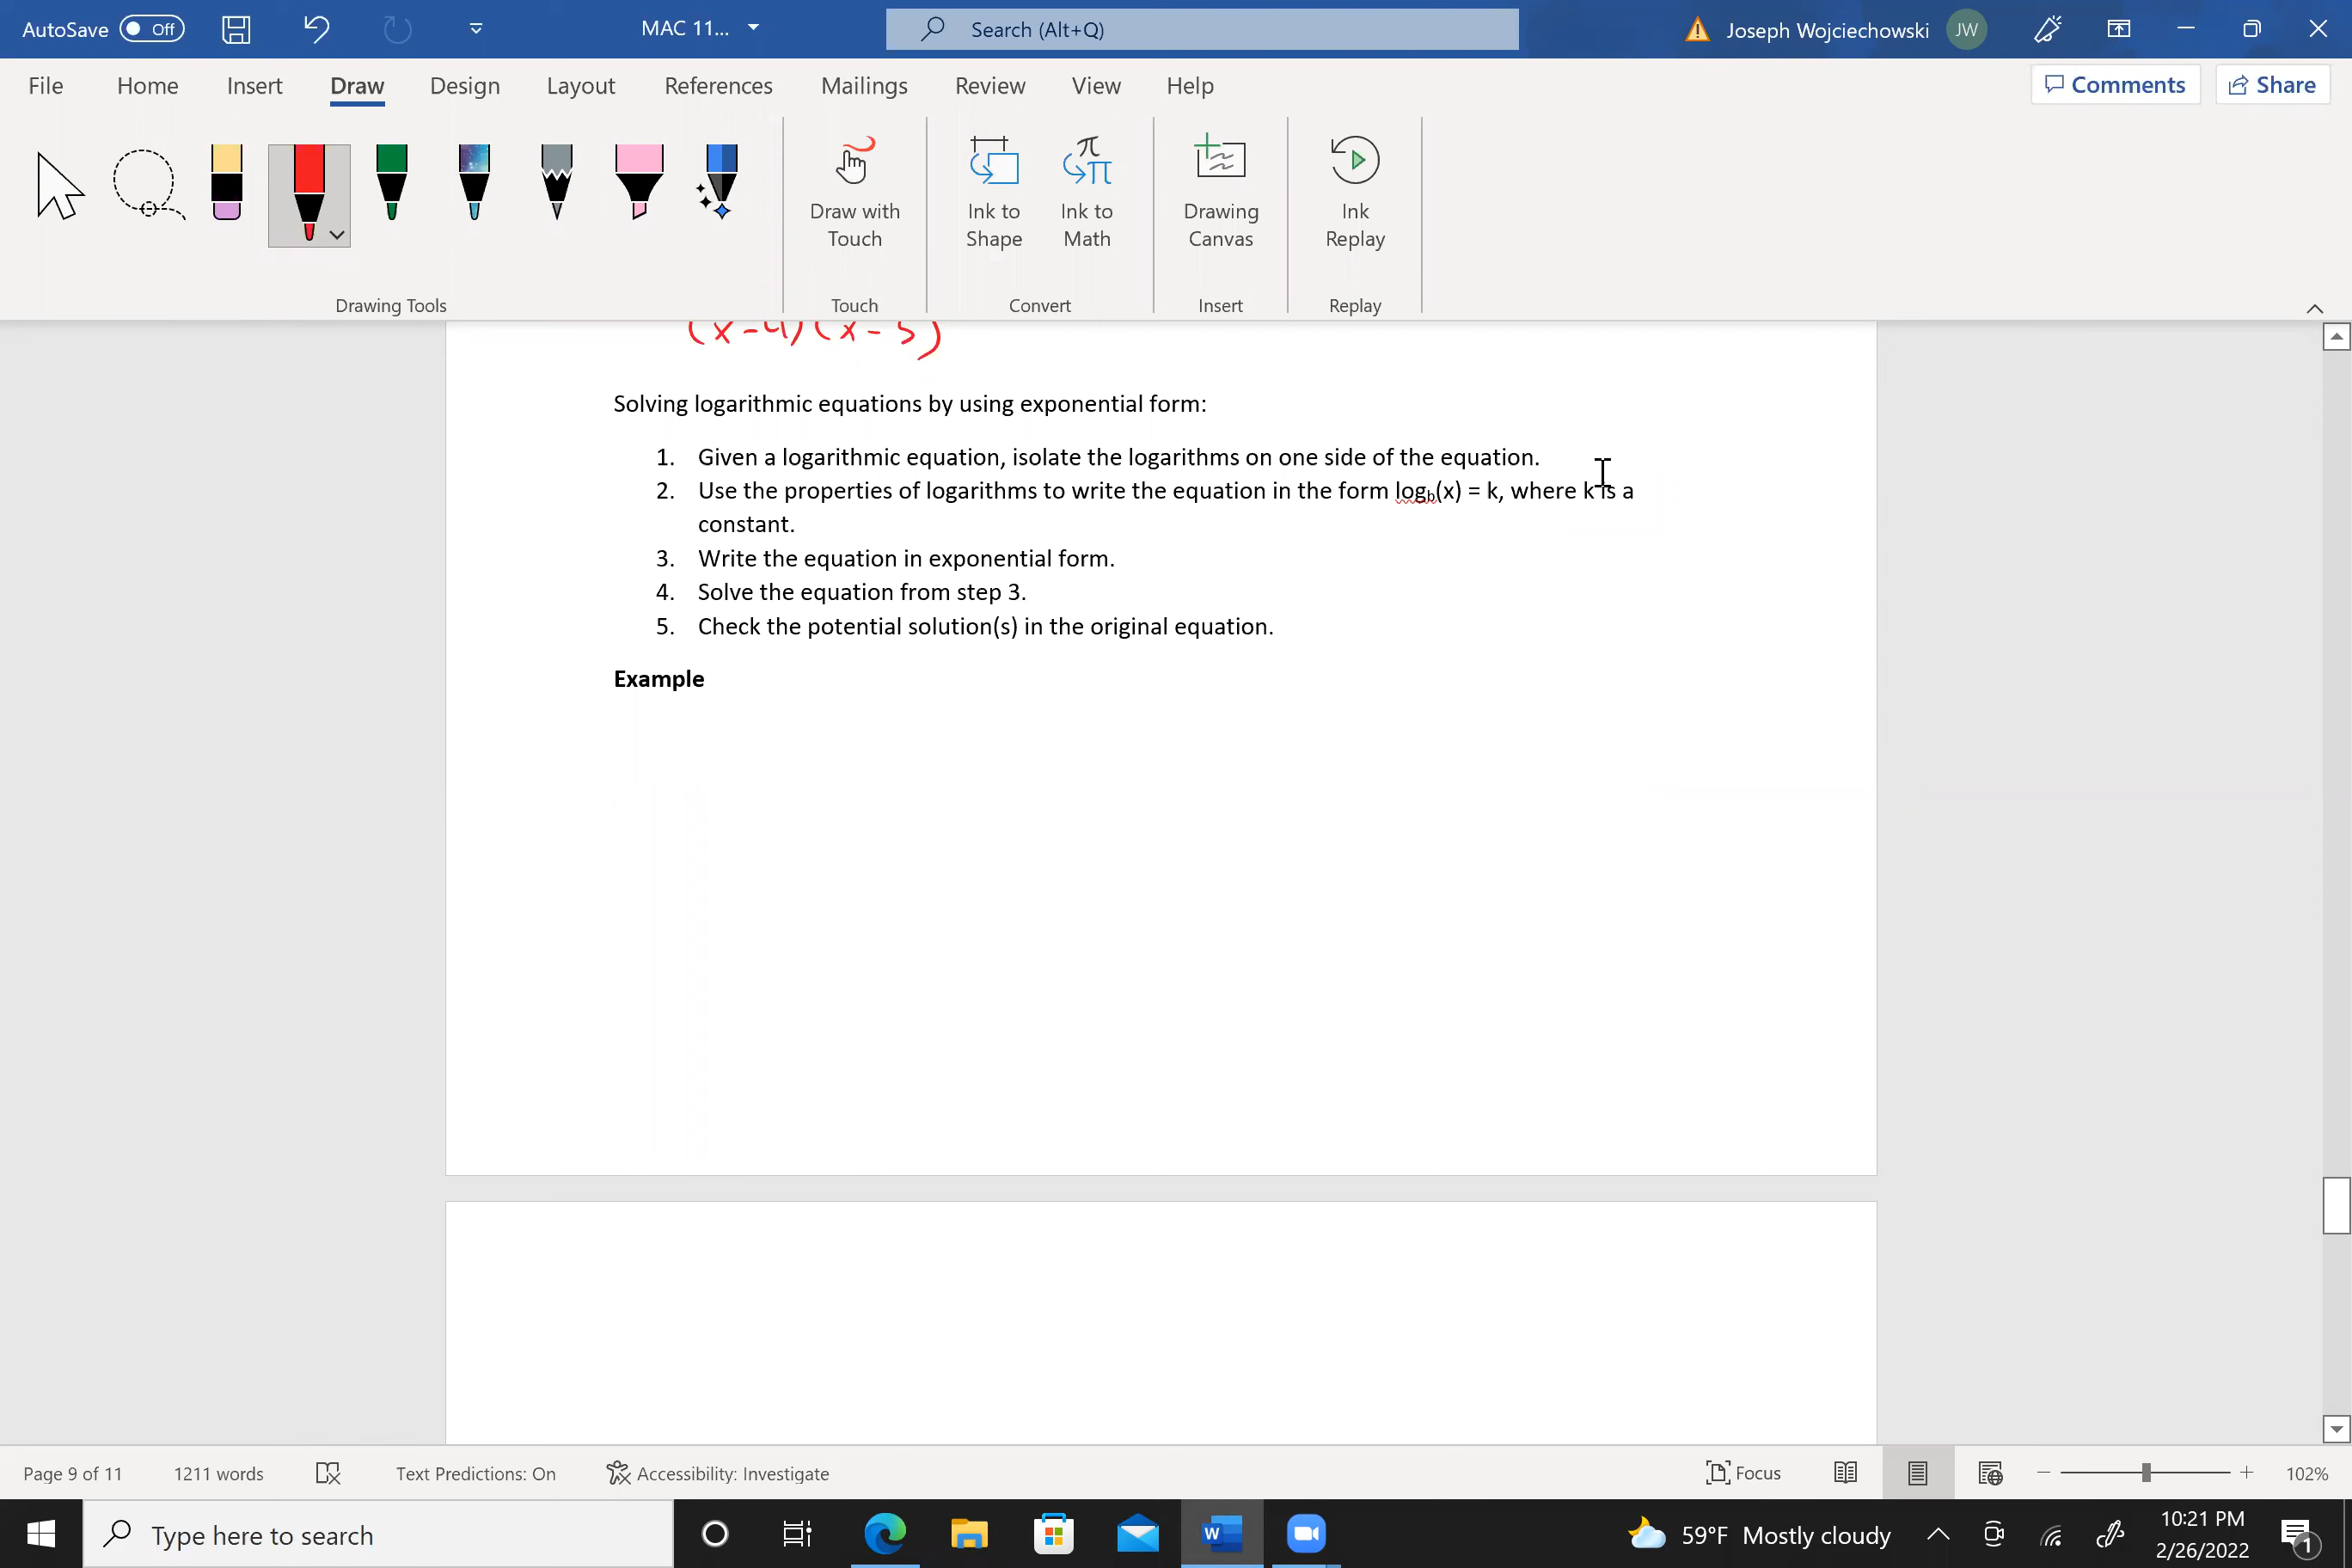 AutoSave Off MAC 11... Search (Alt+Q) Joseph Wojciechowski JW
File Home Insert Draw Design Layout References Mailings Review View Help Comments Share
Draw with Touch
Ink to Shape
Ink to Math
Drawing Canvas
Ink Replay
Drawing Tools Touch Convert Insert Replay
(x-4)(x-5)
Solving logarithmic equations by using exponential form:
1. Given a logarithmic equation, isolate the logarithms on one side of the equation.
2. Use the properties of logarithms to write the equation in the form log_b(x) = k, where k is a
constant.
3. Write the equation in exponential form.
4. Solve the equation from step 3.
5. Check the potential solution(s) in the original equation.
Example
Page 9 of 11 1211 words Text Predictions: On Accessibility: Investigate Focus 102%
Type here to search 59°F Mostly cloudy 10:21 PM
2/26/2022 1